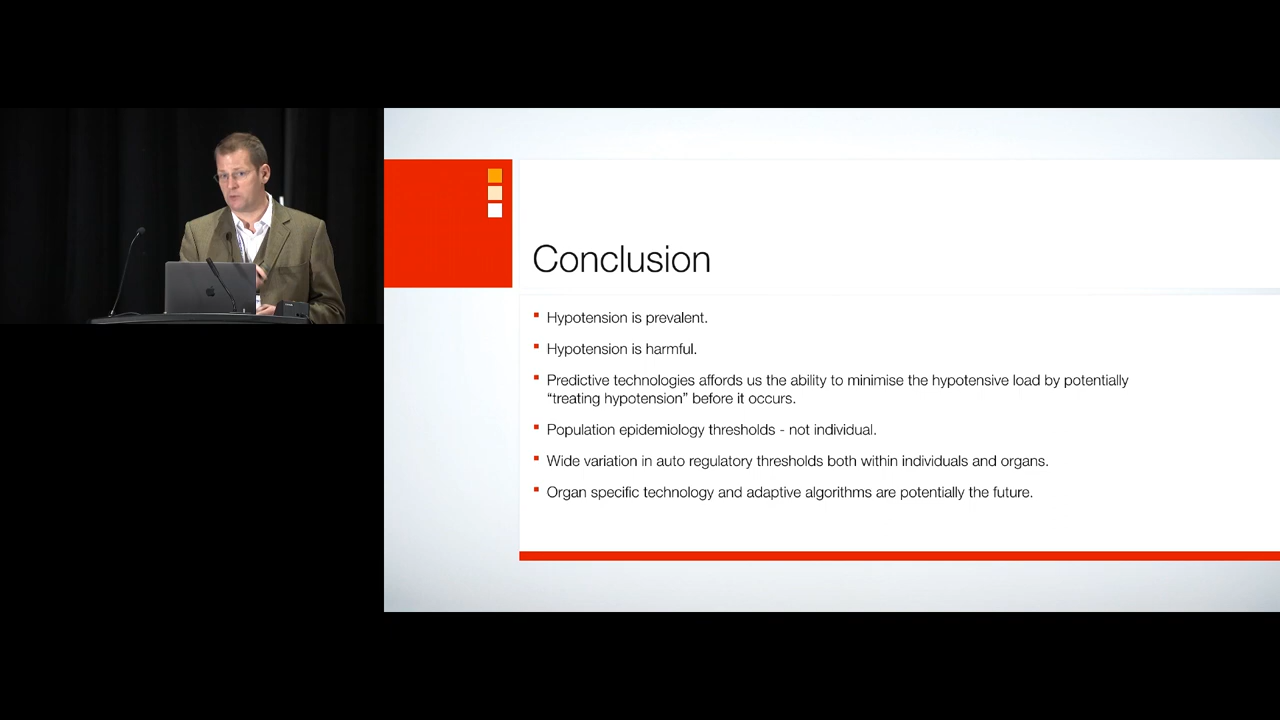 Conclusion
Hypotension is prevalent.
Hypotension is harmful.
Predictive technologies affords us the ability to minimise the hypotensive load by potentially
“treating hypotension” before it occurs.
Population epidemiology thresholds - not individual.
Wide variation in auto regulatory thresholds both within individuals and organs.
Organ specific technology and adaptive algorithms are potentially the future.